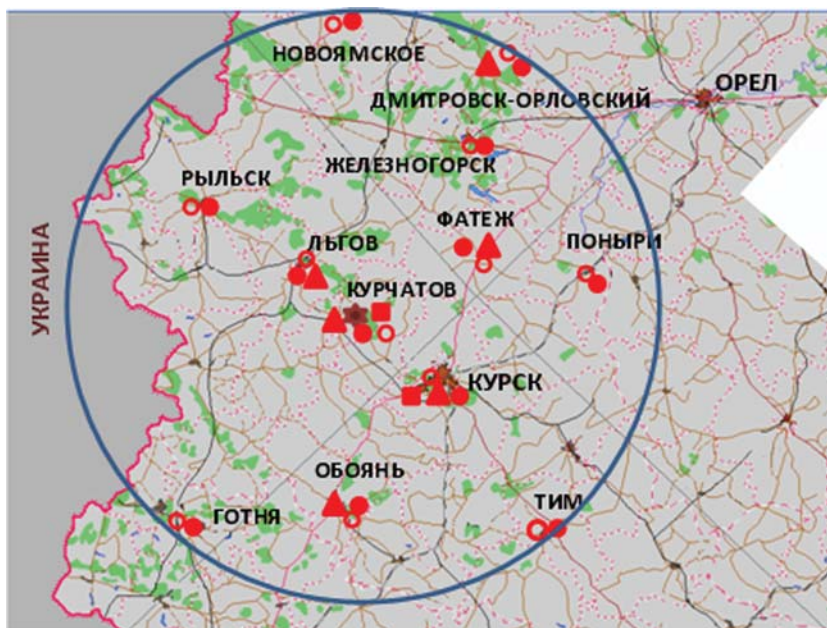 НОВОЯМСКОЕ
ОРЕЛ
ДМИТРОВСК-ОРЛОВСКИЙ
ЖЕЛЕЗНОГОРСК
РЫЛЬСК
ФАТЕЖ
ПОНЫРИ
ЛЬГОВ
УКРАИНА
КУРЧАТОВ
КУРСК
ОБОЯНЬ
ТИМ
ГОТНЯ